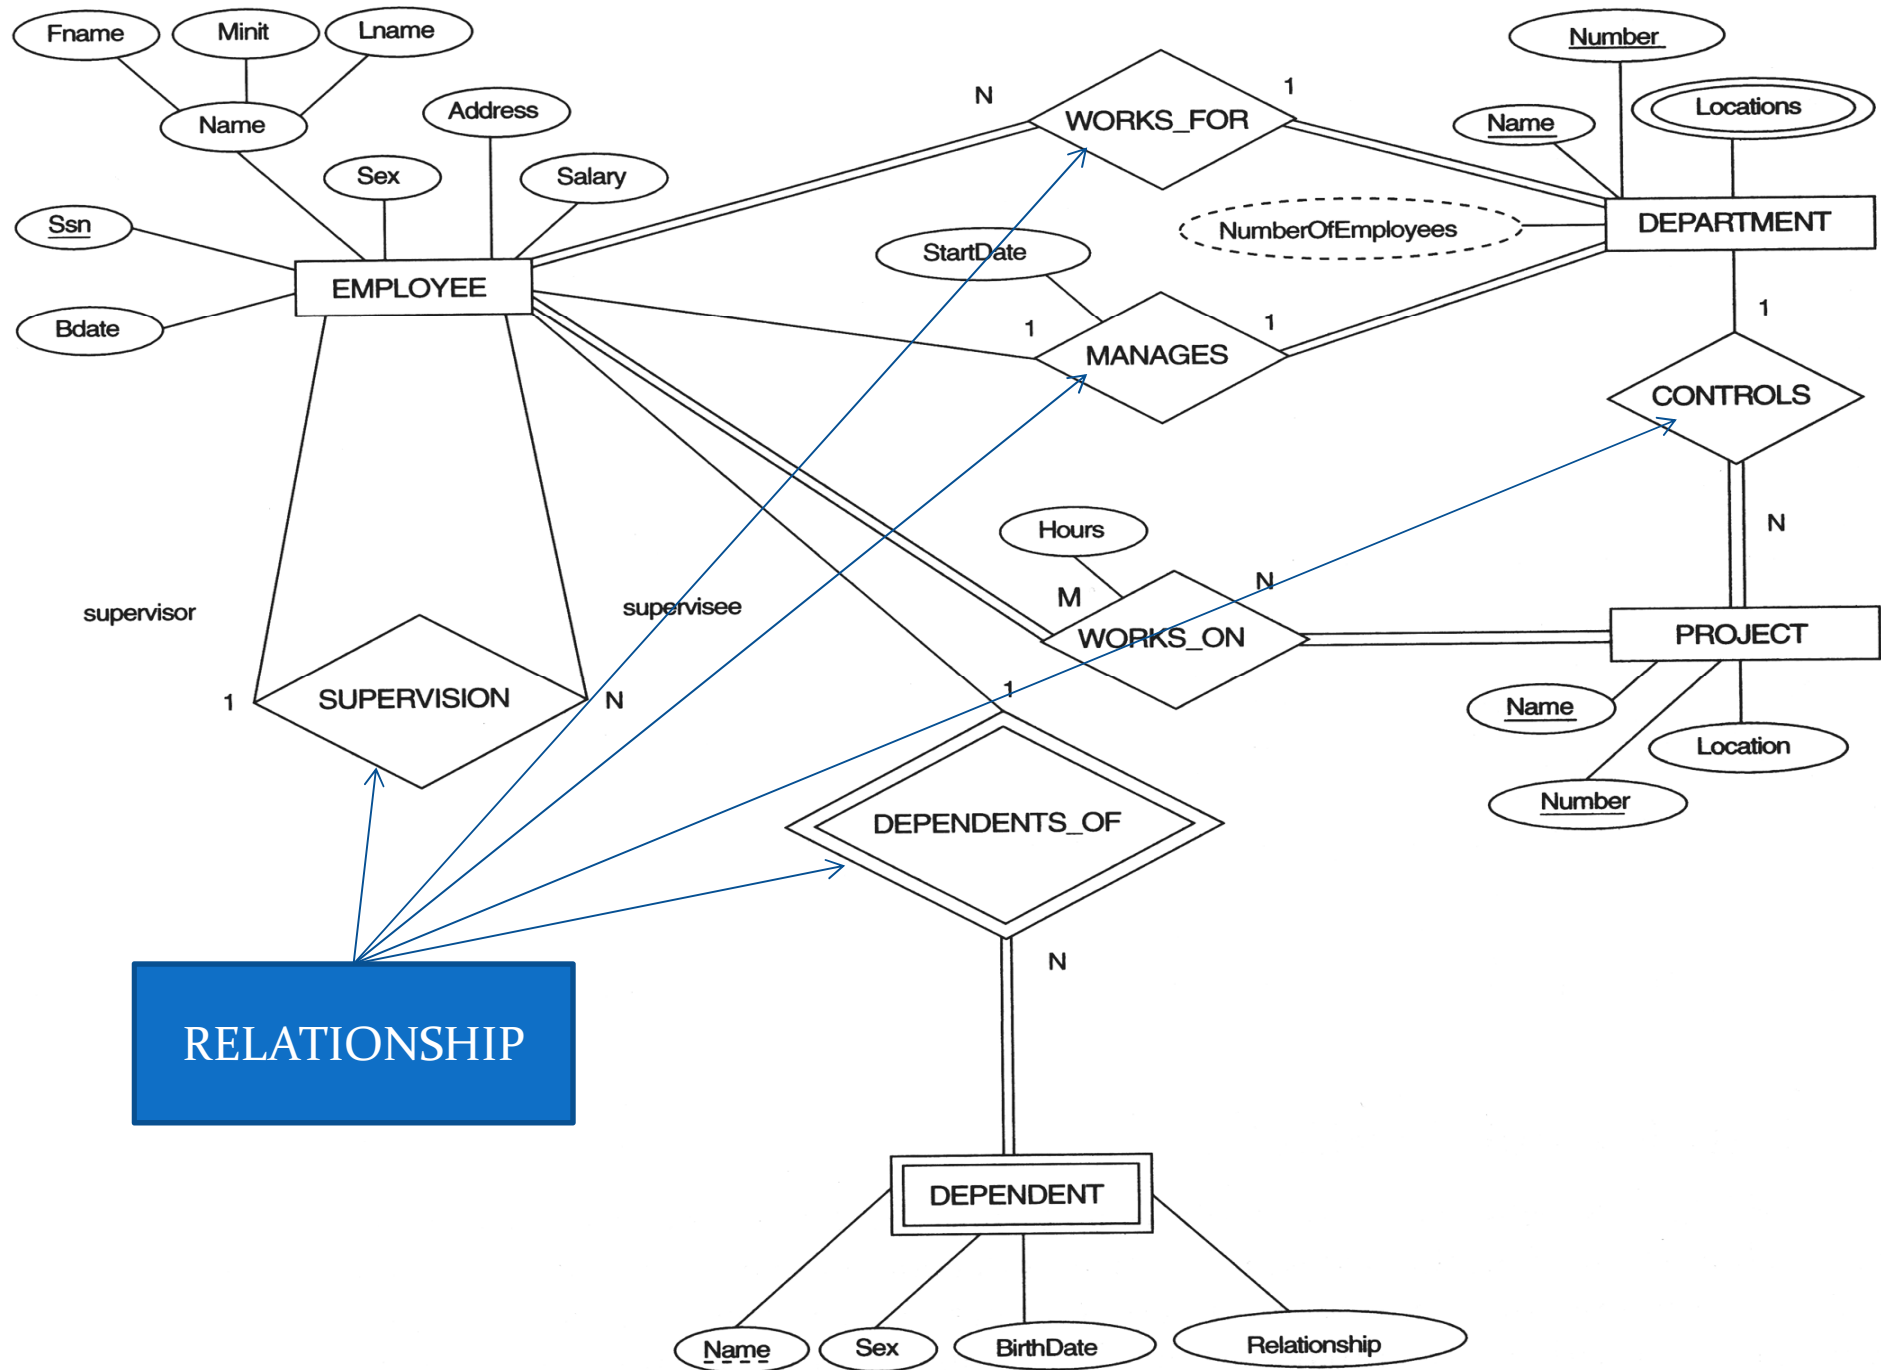 Fname
Minit
Lname
Name
Address
Sex
Salary
Ssn
Bdate
EMPLOYEE
N
WORKS_FOR
1
Number
Name
Locations
NumberOfEmployees
DEPARTMENT
StartDate
1
MANAGES
1
1
CONTROLS
N
Hours
M
WORKS_ON
N
PROJECT
Name
Number
Location
supervisor
supervisee
1
SUPERVISION
N
1
DEPENDENTS_OF
N
RELATIONSHIP
DEPENDENT
Name
Sex
BirthDate
Relationship